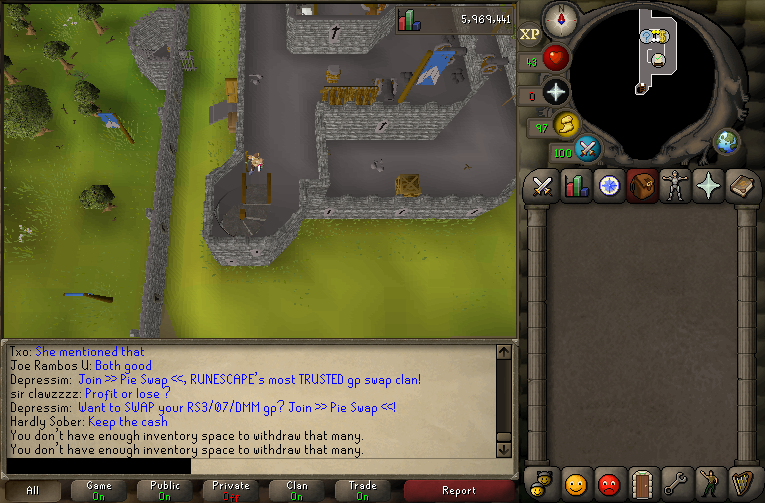 5,969,441
XP
43
0
97
100
Txo: She mentioned that
Joe Rambos U: Both good
Depressim: Join >> Pie Swap <<, RUNESCAPE's most TRUSTED gp swap clan!
sir clawzzzz: Profit or lose ?
Depressim: Want to SWAP your RS3/07/DMM gp? Join >> Pie Swap <<!
Hardly Sober: Keep the cash
You don't have enough inventory space to withdraw that many.
You don't have enough inventory space to withdraw that many.
All
Game
On
Public
On
Private
Off
Clan
On
Trade
On
Report